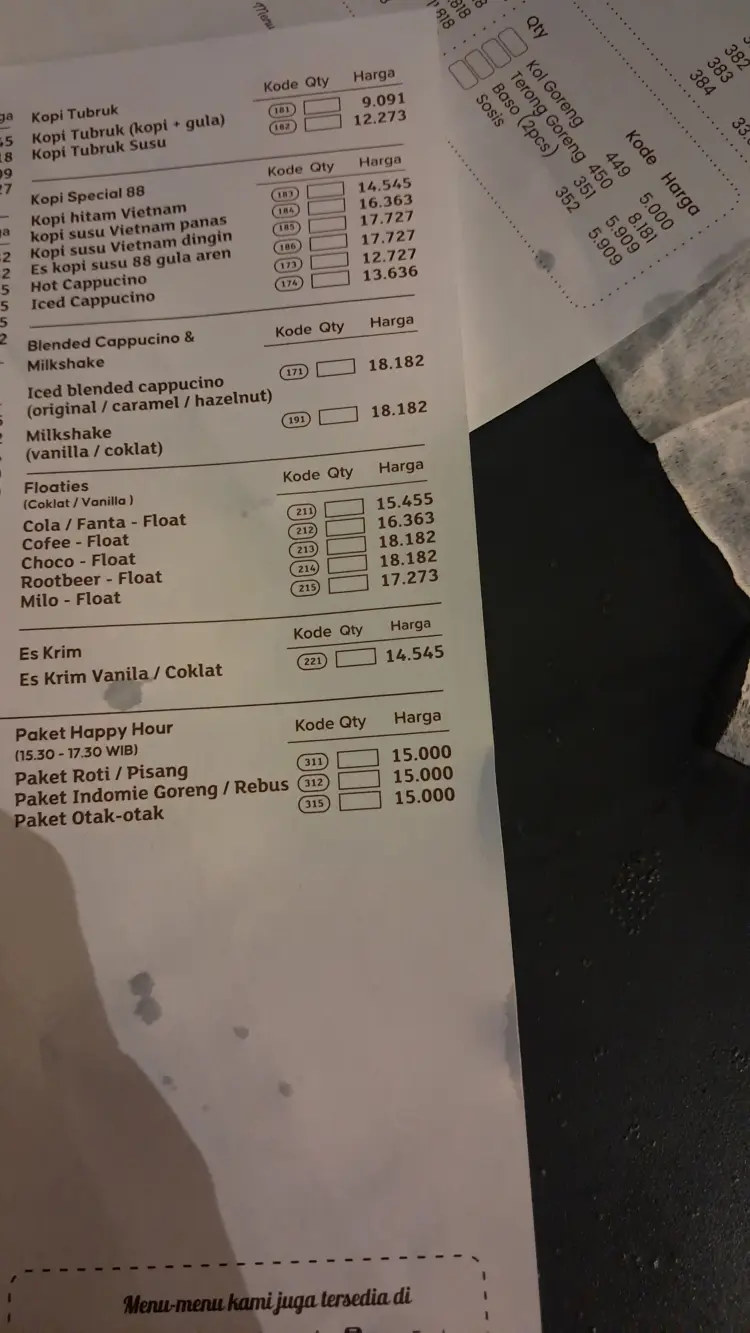 Kopi Tubruk Kode Qty Harga
Kopi Tubruk (kopi + gula) 181 9.091
Kopi Tubruk Susu 182 12.273
Kopi Special 88 Kode Qty Harga
Kopi hitam Vietnam 183 14.545
kopi susu Vietnam panas 184 16.363
Kopi susu Vietnam dingin 185 17.727
Es kopi susu 88 gula aren 186 17.727
Hot Cappucino 173 12.727
Iced Cappucino 174 13.636
Blended Cappucino & Kode Qty Harga
Milkshake
Iced blended cappucino 171 18.182
(original / caramel / hazelnut)
Milkshake 191 18.182
(vanilla / coklat)
Floaties Kode Qty Harga
(Coklat / Vanilla )
Cola / Fanta - Float 211 15.455
Cofee - Float 212 16.363
Choco - Float 213 18.182
Rootbeer - Float 214 18.182
Milo - Float 215 17.273
Es Krim Kode Qty Harga
Es Krim Vanila / Coklat 221 14.545
Paket Happy Hour Kode Qty Harga
(15.30 - 17.30 WIB)
Paket Roti / Pisang 311 15.000
Paket Indomie Goreng / Rebus 312 15.000
Paket Otak-otak 315 15.000
Menu-menu kami juga tersedia di
Menu
Qty Kode Harga
Kol Goreng 449 5.000
Terong Goreng 450 8.181
Baso (2pcs) 351 5.909
Sosis 352 5.909
382
383
384